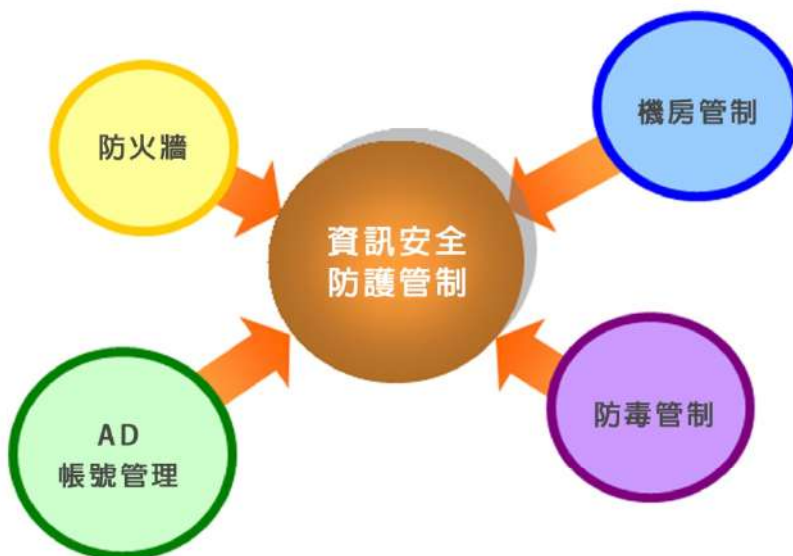 防火牆
機房管制
資訊安全
防護管制
AD
帳號管理
防毒管制